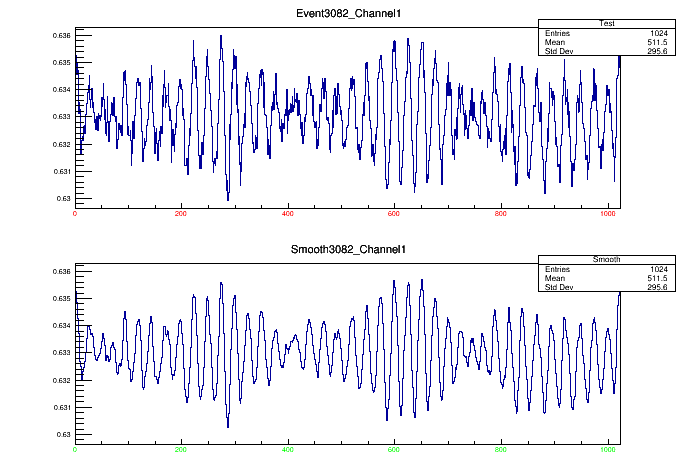 Event3082_Channel1
Test
Entries 1024
Mean 511.5
Std Dev 295.6
0.636
0.635
0.634
0.633
0.632
0.631
0.63
0 200 400 600 800 1000
Smooth3082_Channel1
Smooth
Entries 1024
Mean 511.5
Std Dev 295.6
0.636
0.635
0.634
0.633
0.632
0.631
0.63
0 200 400 600 800 1000